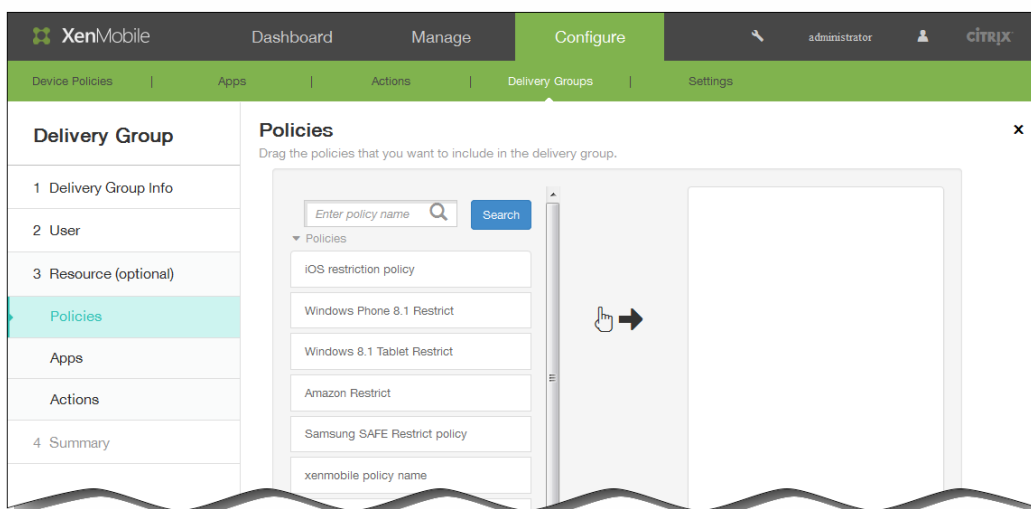 XenMobile
Dashboard
Manage
Configure
administrator
CITRIX
Device Policies | Apps | Actions | Delivery Groups | Settings
Delivery Group
1 Delivery Group Info
2 User
3 Resource (optional)
Policies
Apps
Actions
4 Summary
Policies
x
Drag the policies that you want to include in the delivery group.
Enter policy name
Search
Policies
iOS restriction policy
Windows Phone 8.1 Restrict
Windows 8.1 Tablet Restrict
Amazon Restrict
Samsung SAFE Restrict policy
xenmobile policy name